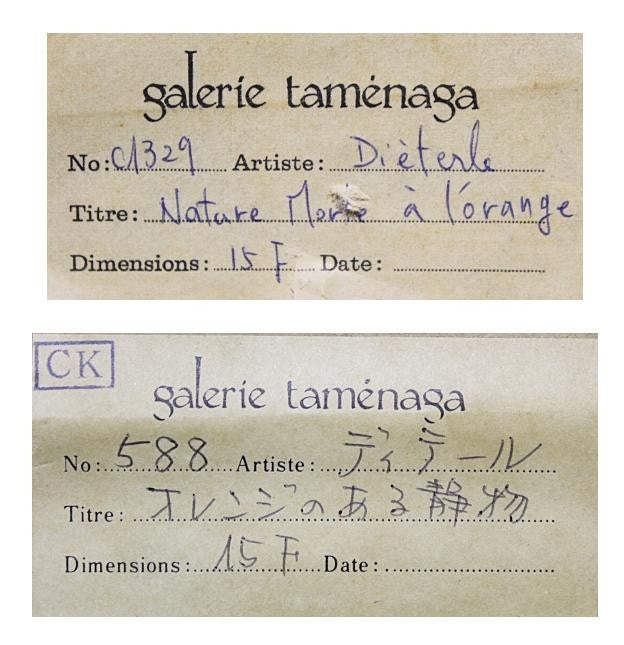 galerie taménaga
No: C1329 Artiste: Dièterle
Titre: Nature Morte à l'orange
Dimensions: 15 F Date:
CK
galerie taménaga
No: 588 Artiste: ディテール
Titre: オレンジのある静物
Dimensions: 15 F Date: